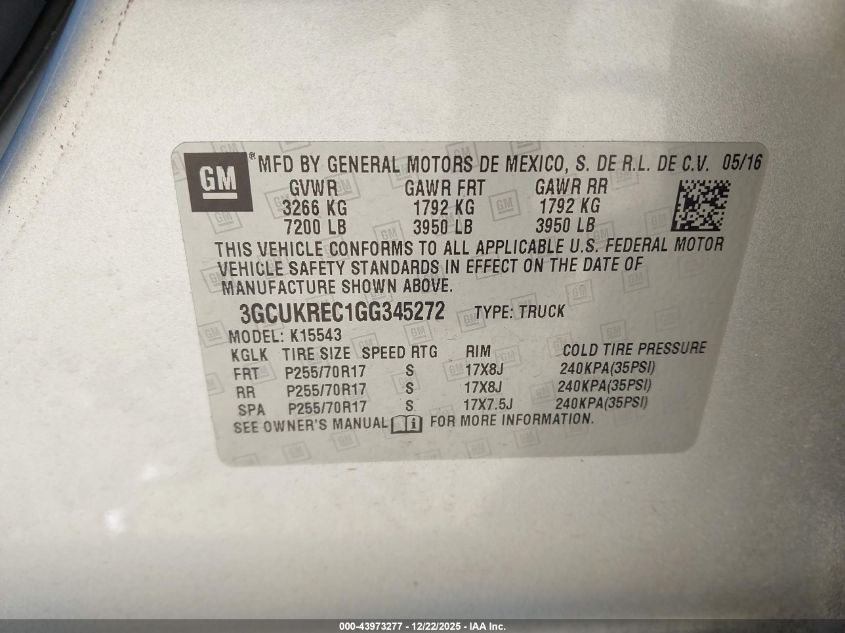 GM ® MFD BY GENERAL MOTORS DE MEXICO, S. DE R.L. DE C.V. 05/16
GVWR GAWR FRT GAWR RR
3266 KG 1792 KG 1792 KG
7200 LB 3950 LB 3950 LB
THIS VEHICLE CONFORMS TO ALL APPLICABLE U.S. FEDERAL MOTOR
VEHICLE SAFETY STANDARDS IN EFFECT ON THE DATE OF
MANUFACTURE SHOWN ABOVE.
3GCUKREC1GG345272 TYPE: TRUCK
MODEL: K15543
KGLK TIRE SIZE SPEED RTG RIM COLD TIRE PRESSURE
FRT P255/70R17 S 17X8J 240KPA(35PSI)
RR P255/70R17 S 17X8J 240KPA(35PSI)
SPA P255/70R17 S 17X7.5J 240KPA(35PSI)
SEE OWNER'S MANUAL i FOR MORE INFORMATION.
000-43973277 - 12/22/2025 - IAA Inc.